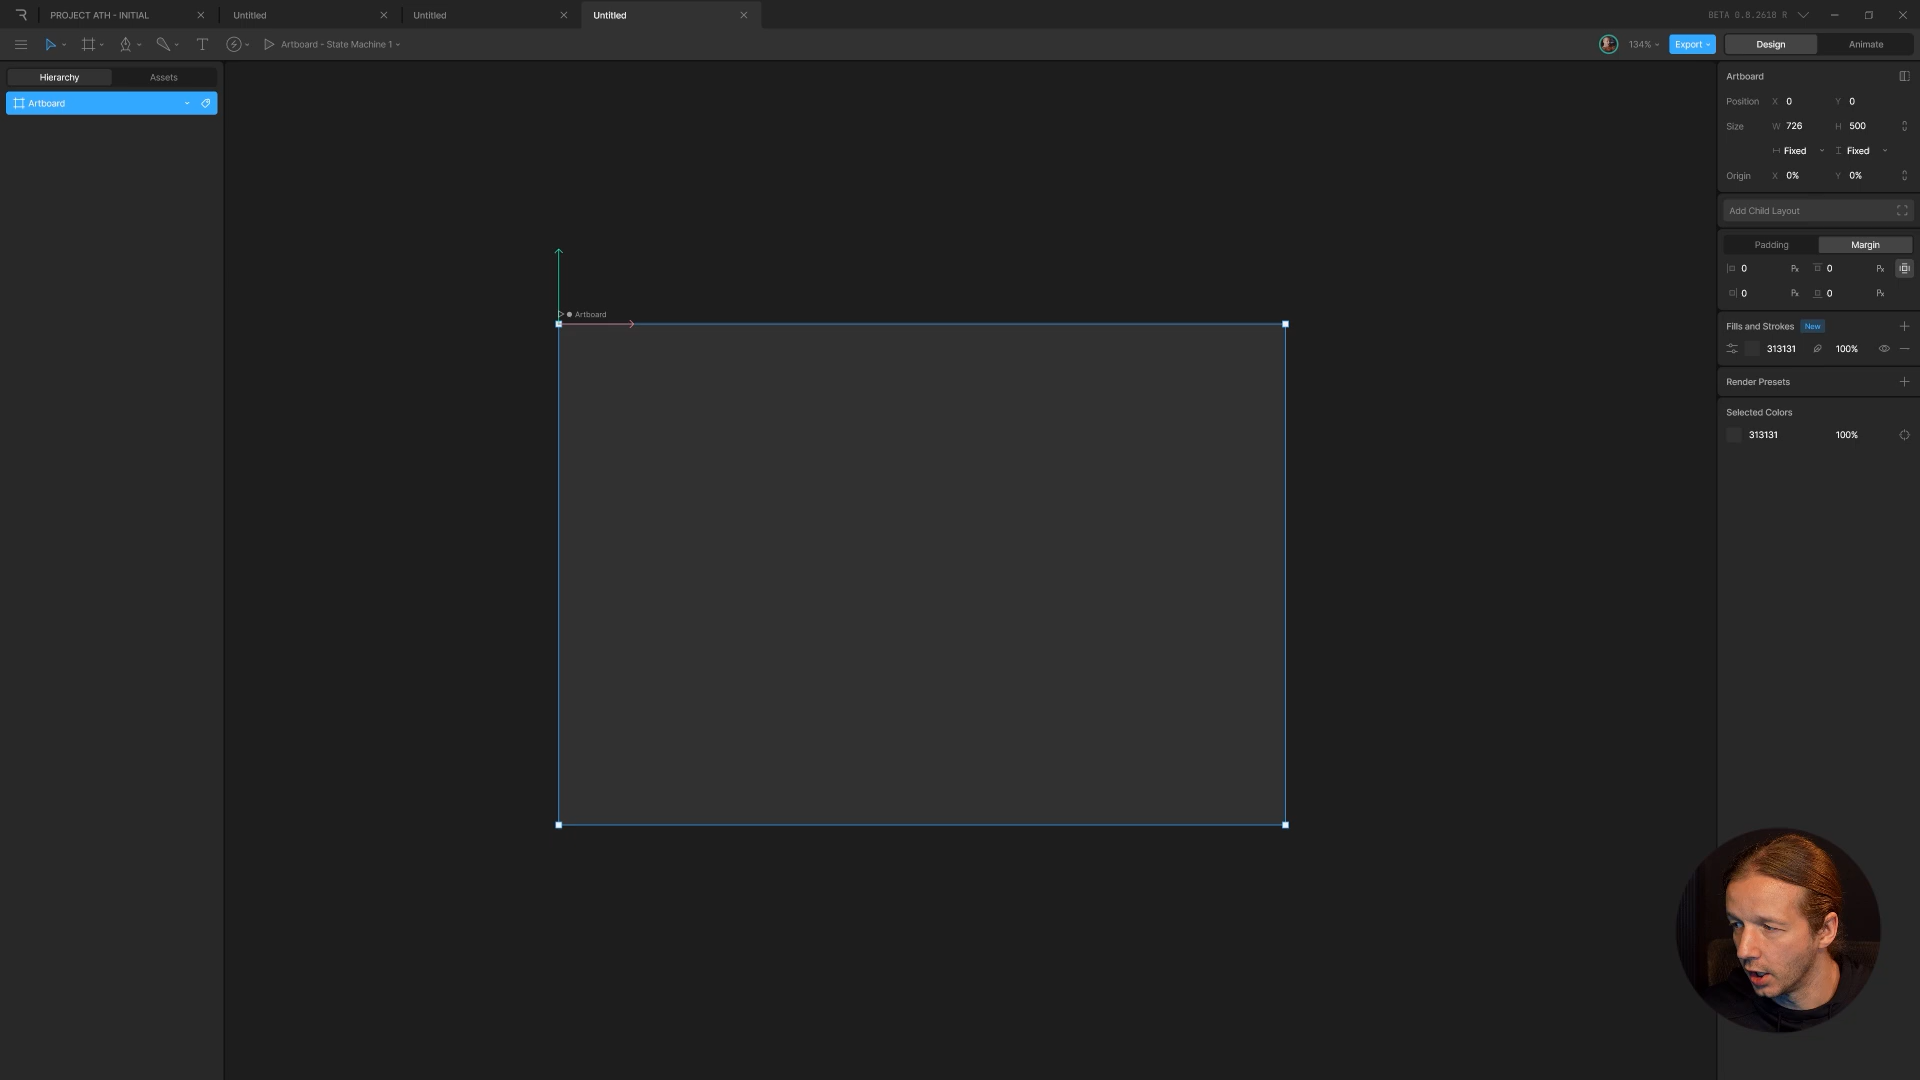 PROJECT ATH - INITIAL
Untitled
Untitled
Untitled
BETA 0.8.2618 R
Artboard - State Machine 1
134%
Export
Design
Animate
Hierarchy
Assets
Artboard
Artboard
Position X 0 Y 0
Size W 726 H 500
Fixed Fixed
Origin X 0% Y 0%
Add Child Layout
Padding Margin
0 Px 0 Px
0 Px 0 Px
Fills and Strokes New
313131 100%
Render Presets
Selected Colors
313131 100%
Artboard